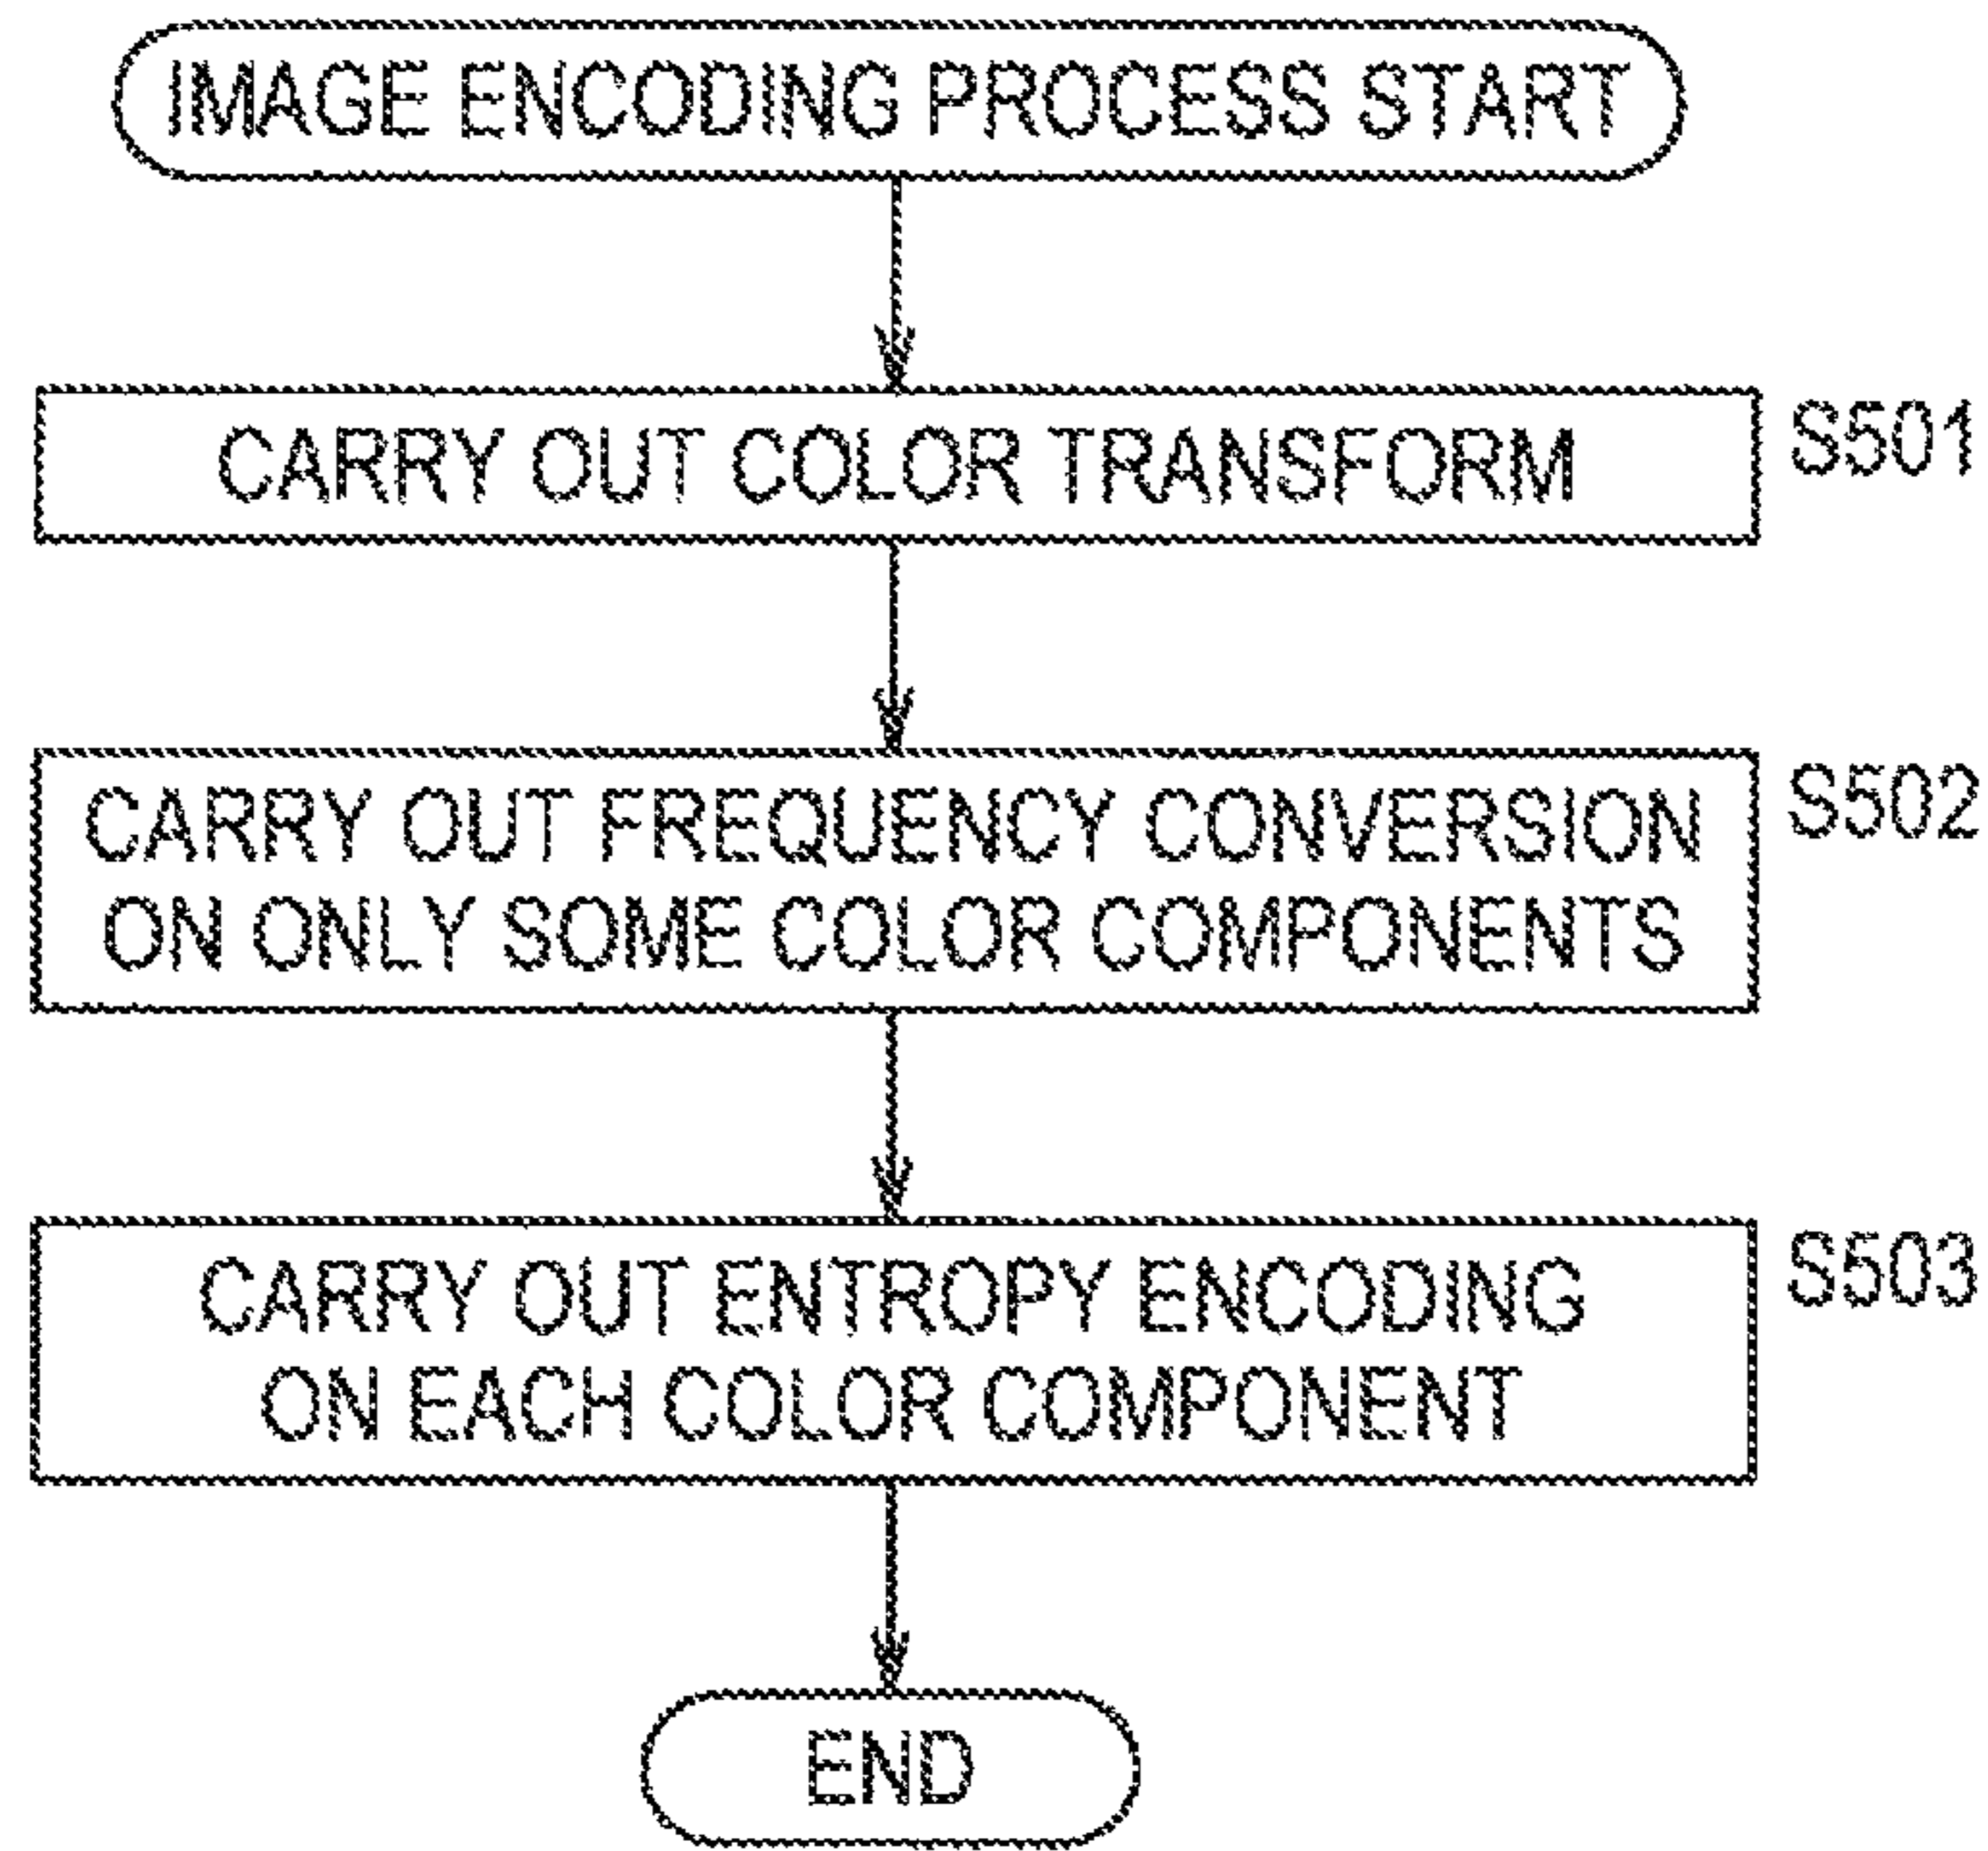 IMAGE ENCODING PROCESS START
CARRY OUT COLOR TRANSFORM
S501
CARRY OUT FREQUENCY CONVERSION
ON ONLY SOME COLOR COMPONENTS
S502
CARRY OUT ENTROPY ENCODING
ON EACH COLOR COMPONENT
S503
END